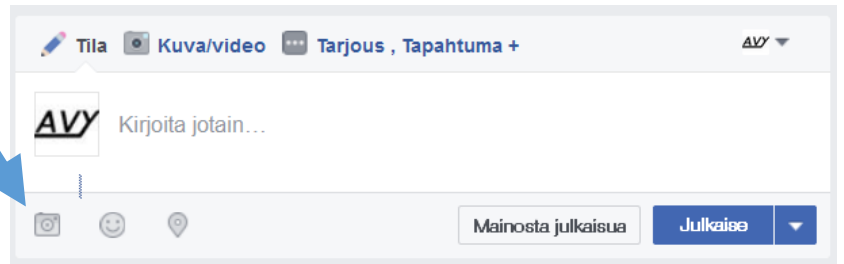 Tila Kuva/video Tarjous , Tapahtuma + AVY
AVY Kirjoita jotain...
Mainosta julkaisua Julkaise